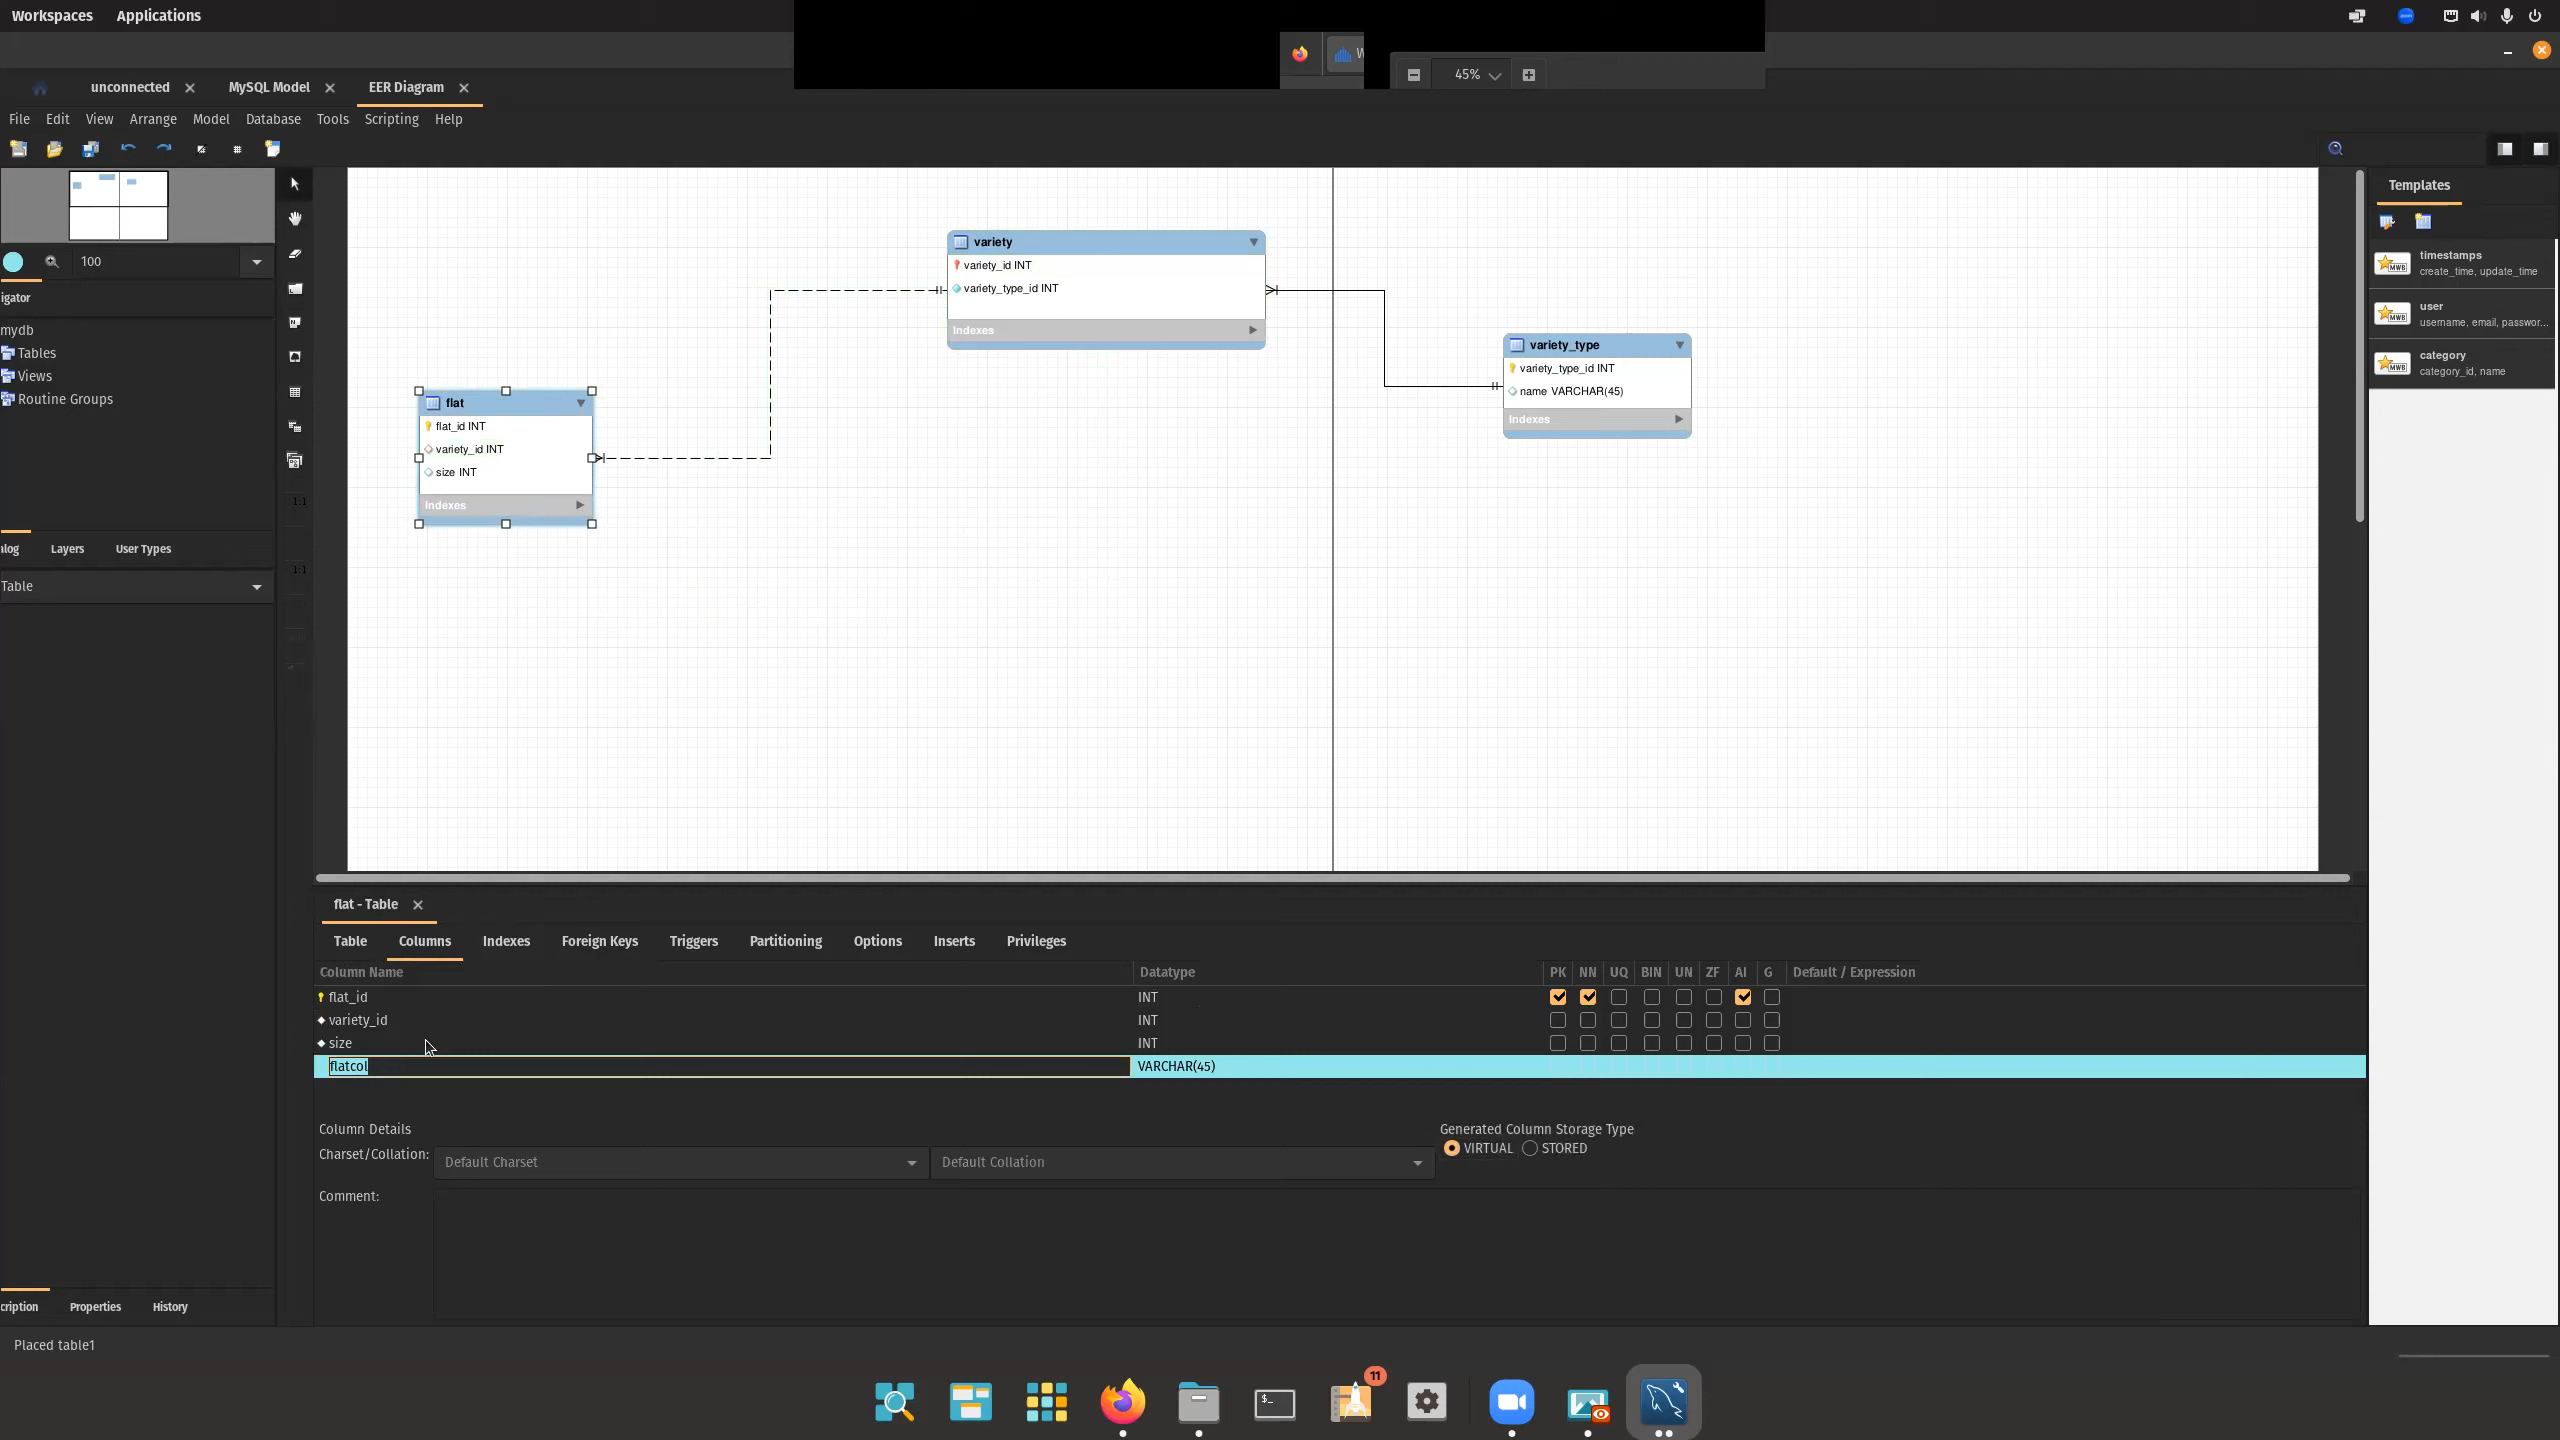 Workspaces Applications
45%
unconnected MySQL Model EER Diagram
File Edit View Arrange Model Database Tools Scripting Help
Templates
timestamps
create_time, update_time
user
username, email, passwor...
category
category_id, name
100
igator
mydb
Tables
Views
Routine Groups
alog Layers User Types
Table
1:1
1:1
variety
variety_id INT
variety_type_id INT
Indexes
variety_type
variety_type_id INT
name VARCHAR(45)
Indexes
flat
flat_id INT
variety_id INT
size INT
Indexes
flat - Table
Table Columns Indexes Foreign Keys Triggers Partitioning Options Inserts Privileges
Column Name Datatype PK NN UQ BIN UN ZF AI G Default / Expression
flat_id INT
variety_id INT
size INT
flatcol VARCHAR(45)
Column Details
Charset/Collation: Default Charset Default Collation
Generated Column Storage Type
VIRTUAL STORED
Comment:
cription Properties History
Placed table1
11